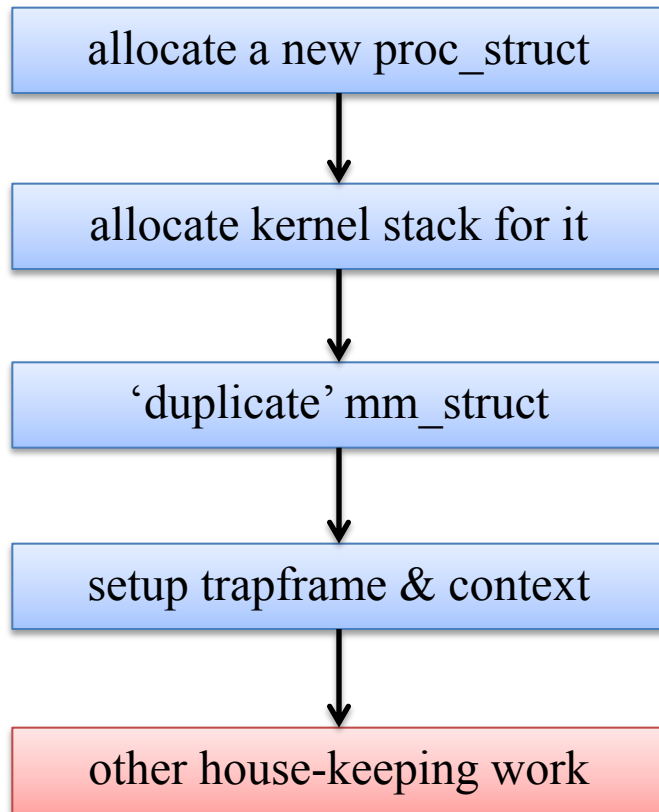 allocate a new proc_struct
allocate kernel stack for it
‘duplicate’ mm_struct
setup trapframe & context
other house-keeping work